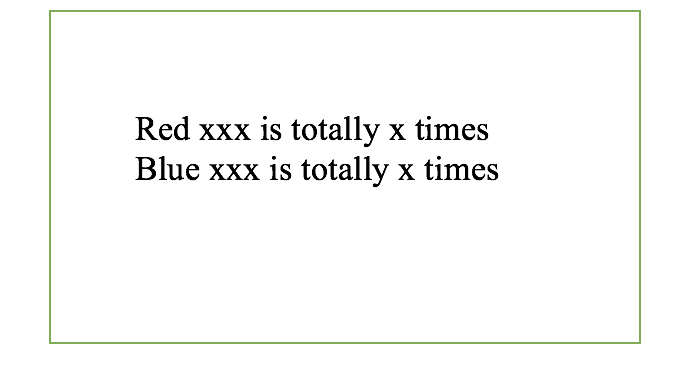 Red xxx is totally x times
Blue xxx is totally x times